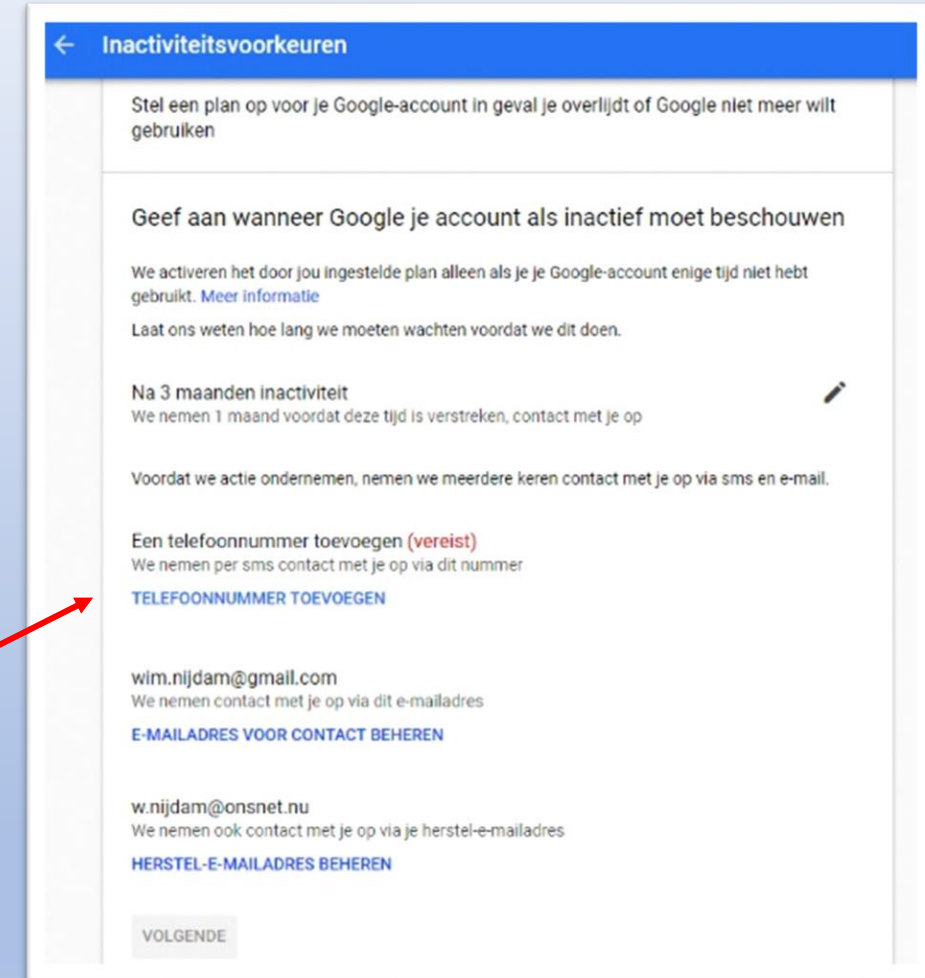 Inactiviteitsvoorkeuren
Stel een plan op voor je Google-account in geval je overlijdt of Google niet meer wilt
gebruiken
Geef aan wanneer Google je account als inactief moet beschouwen
We activeren het door jou ingestelde plan alleen als je je Google-account enige tijd niet hebt
gebruikt. Meer informatie
Laat ons weten hoe lang we moeten wachten voordat we dit doen.
Na 3 maanden inactiviteit
We nemen 1 maand voordat deze tijd is verstreken, contact met je op
Voordat we actie ondernemen, nemen we meerdere keren contact met je op via sms en e-mail.
Een telefoonnummer toevoegen (vereist)
We nemen per sms contact met je op via dit nummer
TELEFOONNUMMER TOEVOEGEN
wim.nijdam@gmail.com
We nemen contact met je op via dit e-mailadres
E-MAILADRES VOOR CONTACT BEHEREN
w.nijdam@onsnet.nu
We nemen ook contact met je op via je herstel-e-mailadres
HERSTEL-E-MAILADRES BEHEREN
VOLGENDE